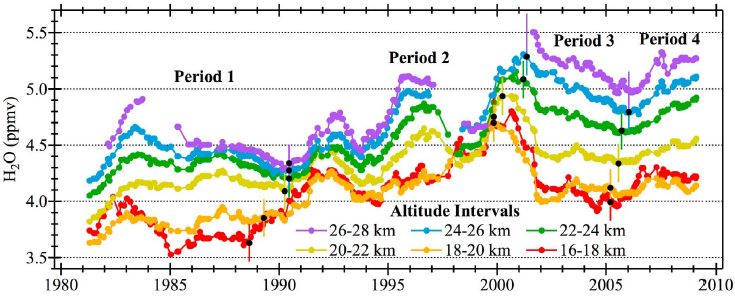 5.5
Period 3
Period 4
Period 2
Period 1
5.0
H₂O (ppmv)
4.5
4.0
Altitude Intervals
26-28 km
24-26 km
22-24 km
20-22 km
18-20 km
16-18 km
3.5
1980
1985
1990
1995
2000
2005
2010